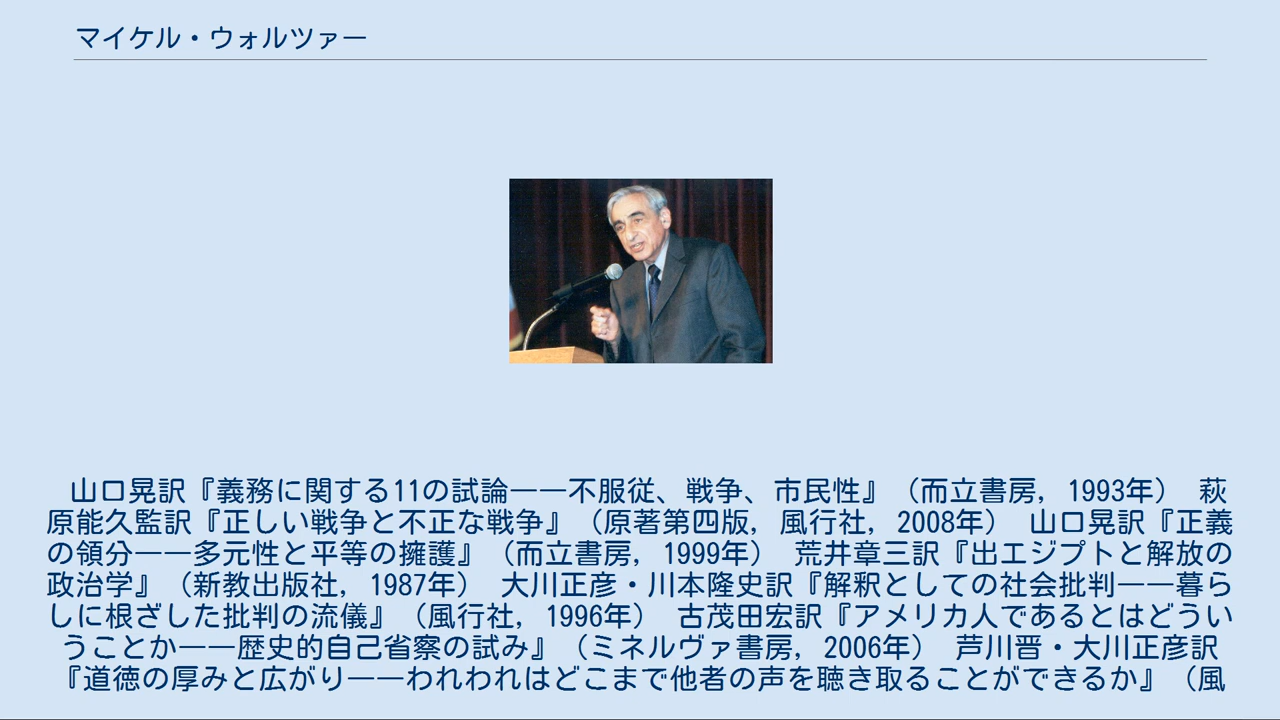 マイケル・ウォルツァー
山口晃訳『義務に関する11の試論――不服従、戦争、市民性』（而立書房, 1993年） 萩
原能久監訳『正しい戦争と不正な戦争』（原著第四版, 風行社, 2008年） 山口晃訳『正義
の領分――多元性と平等の擁護』（而立書房, 1999年） 荒井章三訳『出エジプトと解放の
政治学』（新教出版社, 1987年） 大川正彦・川本隆史訳『解釈としての社会批判――暮ら
しに根ざした批判の流儀』（風行社, 1996年） 古茂田宏訳『アメリカ人であるとはどうい
うことか――歴史的自己省察の試み』（ミネルヴァ書房, 2006年） 芦川晋・大川正彦訳
『道徳の厚みと広がり――われわれはどこまで他者の声を聴き取ることができるか』（風